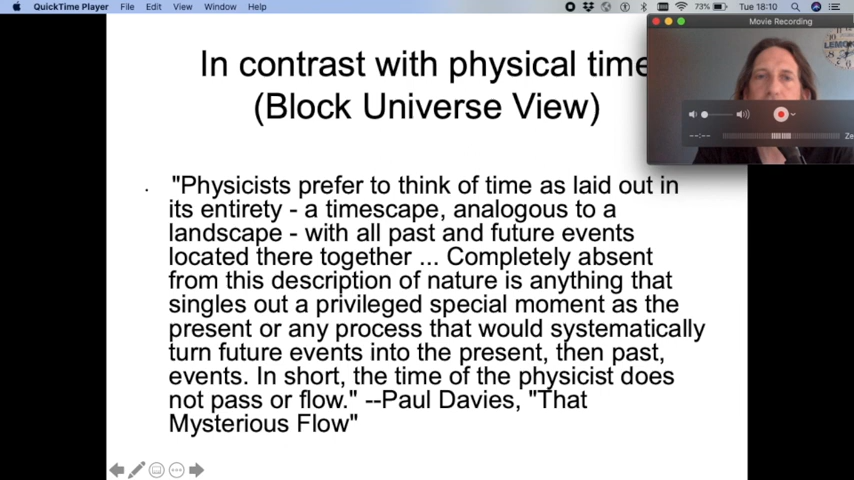 QuickTime Player File Edit View Window Help 73% Tue 18:10
Movie Recording
LEMON
--:--
In contrast with physical time
(Block Universe View)
"Physicists prefer to think of time as laid out in
its entirety - a timescape, analogous to a
landscape - with all past and future events
located there together ... Completely absent
from this description of nature is anything that
singles out a privileged special moment as the
present or any process that would systematically
turn future events into the present, then past,
events. In short, the time of the physicist does
not pass or flow." --Paul Davies, "That
Mysterious Flow"